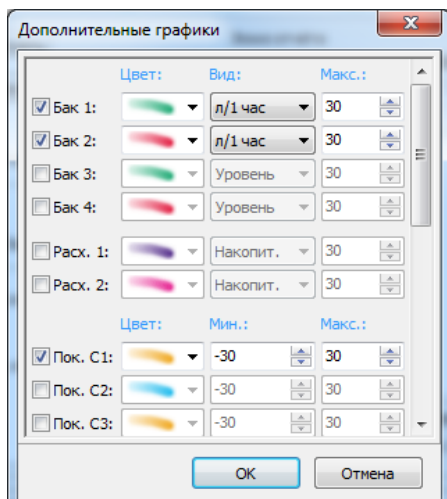 Дополнительные графики
Цвет: Вид: Макс.:
Бак 1: л/1 час 30
Бак 2: л/1 час 30
Бак 3: Уровень 30
Бак 4: Уровень 30
Расх. 1: Накопит. 30
Расх. 2: Накопит. 30
Цвет: Мин.: Макс.:
Пок. С1: -30 30
Пок. С2: -30 30
Пок. С3: -30 30
OK Отмена